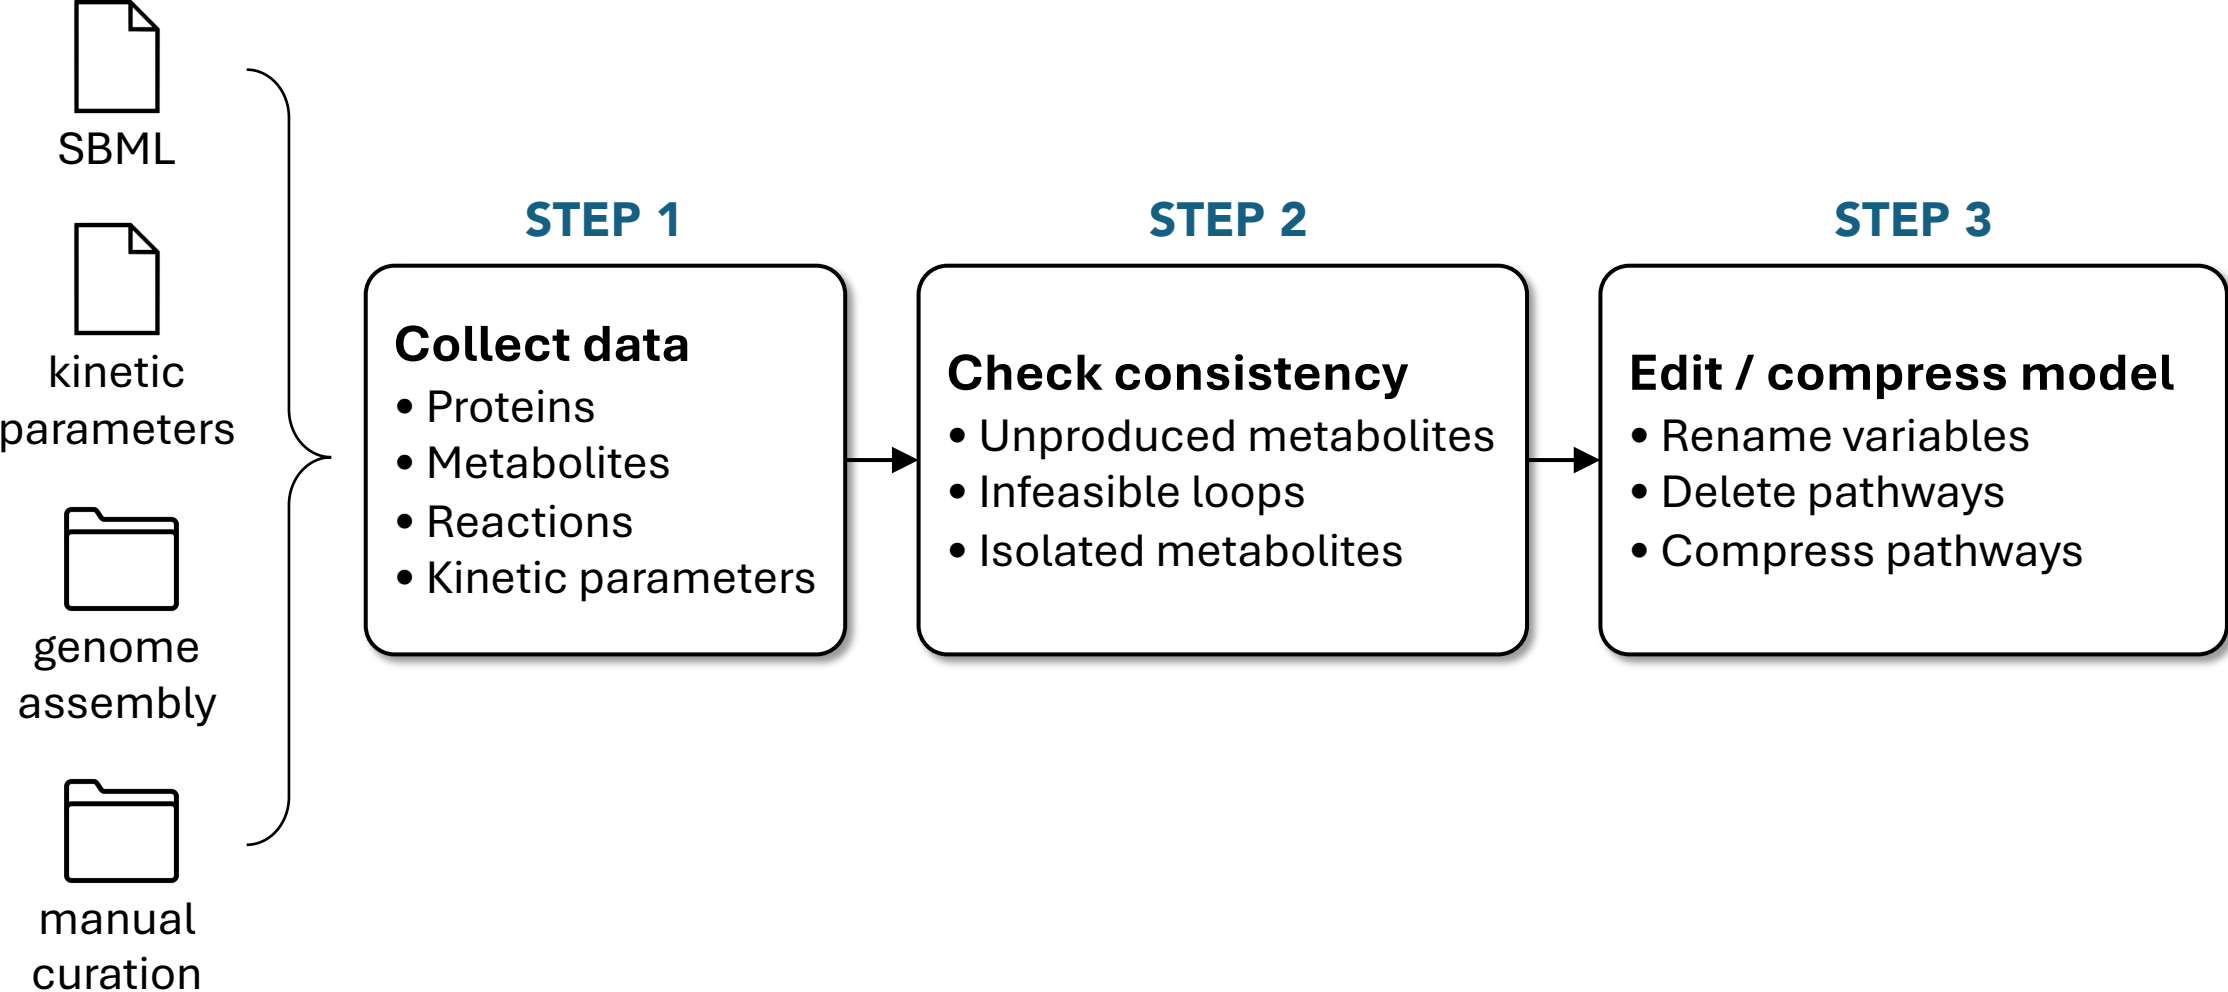 SBML
kinetic
parameters
genome
assembly
manual
curation
STEP 1
Collect data
• Proteins
• Metabolites
• Reactions
• Kinetic parameters
STEP 2
Check consistency
• Unproduced metabolites
• Infeasible loops
• Isolated metabolites
STEP 3
Edit / compress model
• Rename variables
• Delete pathways
• Compress pathways